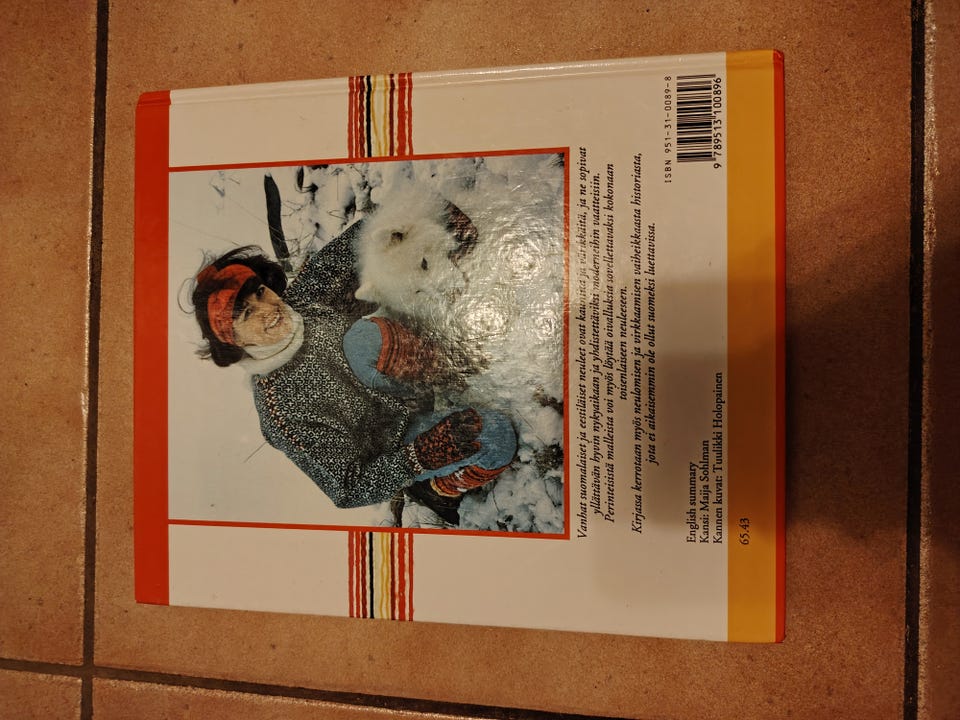 Vanhat suomalaiset ja eestiläiset neuleet ovat kauniita ja värikkäitä, ja ne sopivat
yllättävän hyvin nykyaikaan ja yhdistettäviksi moderneihin vaatteisiin.
Perinteisistä malleista voi myös löytää oivalluksia sovellettavaksi kokonaan
toisenlaiseen neuleeseen.
Kirjassa kerrotaan myös neulomisen ja virkkaamisen vaiheikkaasta historiasta,
jota ei aikaisemmin ole ollut suomeksi luettavissa.
ISBN 951-31-0089-8
9 789513 100896
English summary
Kansi: Maija Sohlman
Kannen kuvat: Tuulikki Holopainen
65.43